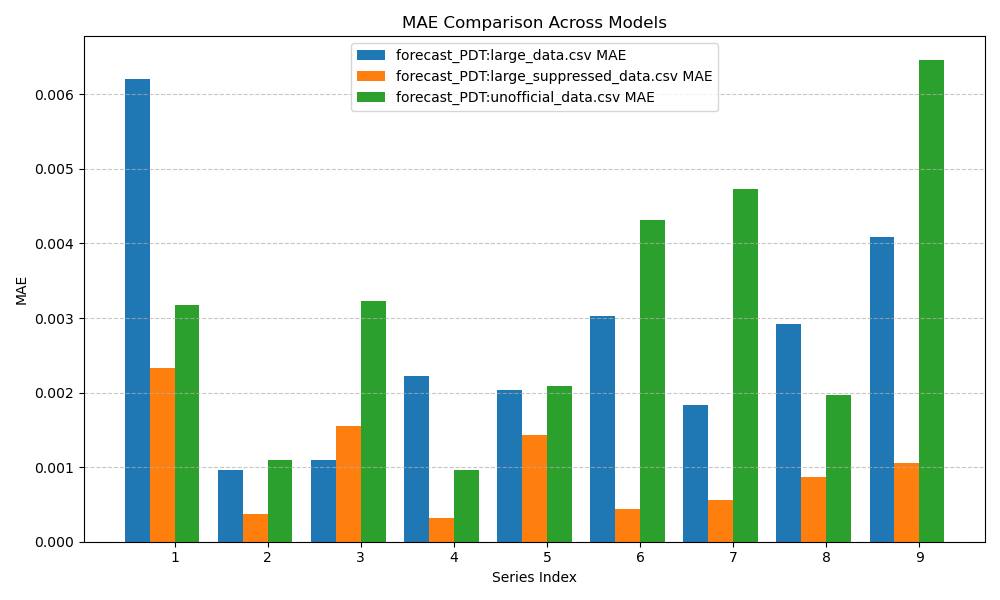 MAE Comparison Across Models
forecast_PDT:large_data.csv MAE
forecast_PDT:large_suppressed_data.csv MAE
forecast_PDT:unofficial_data.csv MAE
MAE
0.006
0.005
0.004
0.003
0.002
0.001
0.000
1 2 3 4 5 6 7 8 9
Series Index